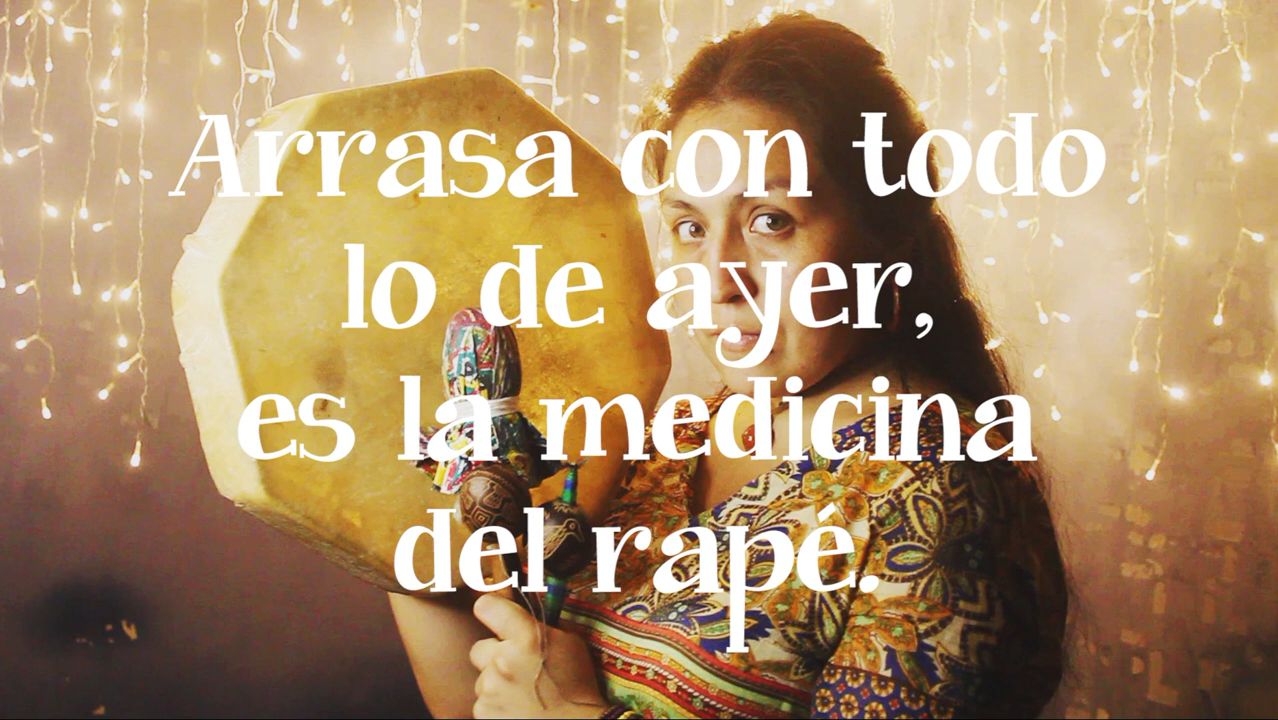 Arrasa con todo
lo de ayer,
es la medicina
del rapé.